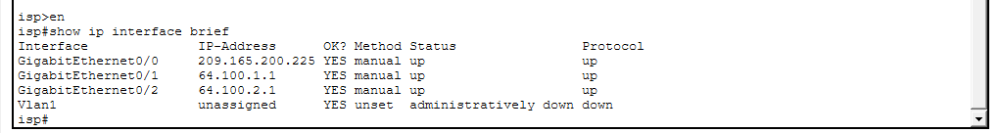 isp>en
isp#show ip interface brief
Interface              IP-Address      OK? Method Status                Protocol
GigabitEthernet0/0     209.165.200.225 YES manual up                    up
GigabitEthernet0/1     64.100.1.1      YES manual up                    up
GigabitEthernet0/2     64.100.2.1      YES manual up                    up
Vlan1                  unassigned      YES unset  administratively down down
isp#